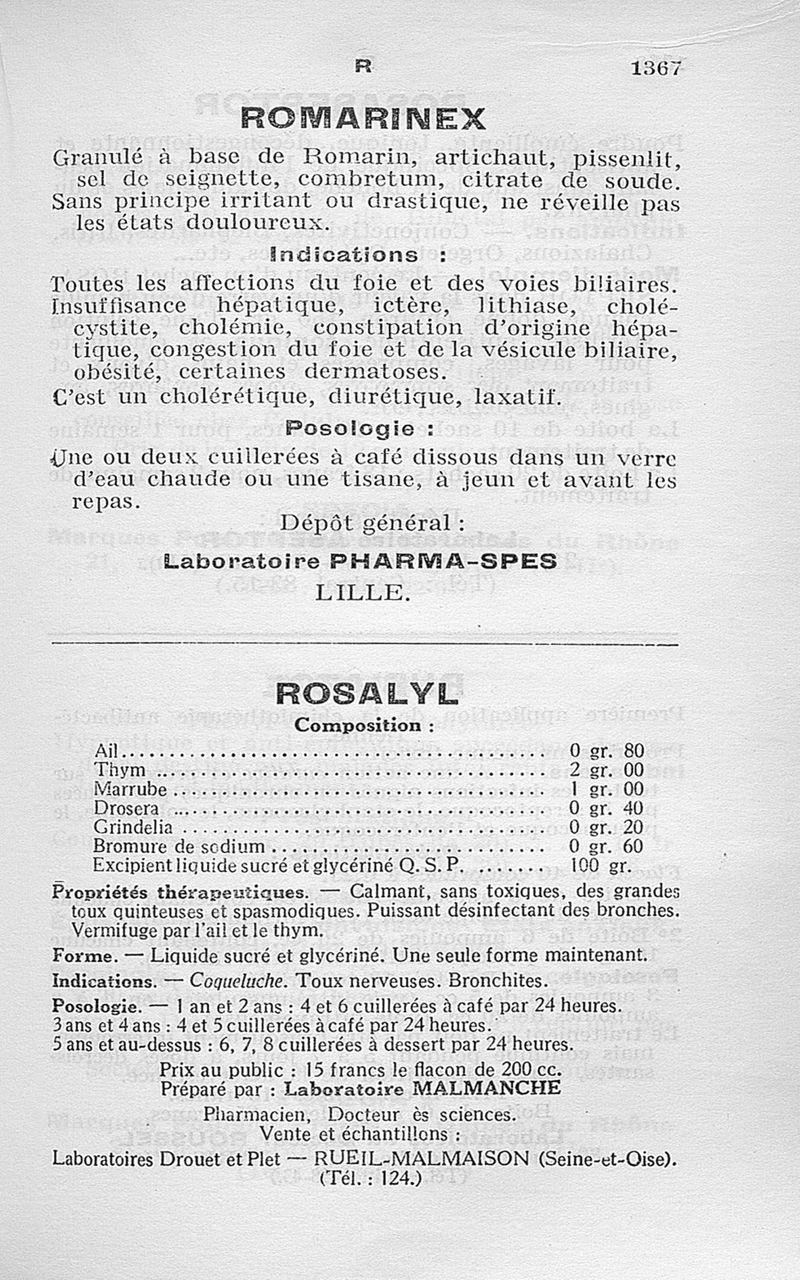 R 1367
ROMARINEX
Granulé à base de Romarin, artichaut, pissenlit,
sel de seignette, combretum, citrate de soude.
Sans principe irritant ou drastique, ne réveille pas
les états douloureux.
Indications :
Toutes les affections du foie et des voies biliaires.
Insuffisance hépatique, ictère, lithiase, cholé-
cystite, cholémie, constipation d'origine hépa-
tique, congestion du foie et de la vésicule biliaire,
obésité, certaines dermatoses.
C'est un cholérétique, diurétique, laxatif.
Posologie :
Une ou deux cuillerées à café dissous dans un verre
d'eau chaude ou une tisane, à jeun et avant les
repas.
Dépôt général :
Laboratoire PHARMA-SPES
LILLE.
ROSALYL
Composition :
Ail........................................ 0 gr. 80
Thym ...................................... 2 gr. 00
Marrube ................................... 1 gr. 00
Drosera ................................... 0 gr. 40
Grindelia ................................. 0 gr. 20
Bromure de sodium ......................... 0 gr. 60
Excipient liquide sucré et glycériné Q. S. P. ........ 100 gr.
Propriétés thérapeutiques. — Calmant, sans toxiques, des grandes
toux quinteuses et spasmodiques. Puissant désinfectant des bronches.
Vermifuge par l'ail et le thym.
Forme. — Liquide sucré et glycériné. Une seule forme maintenant.
Indications. — Coqueluche. Toux nerveuses. Bronchites.
Posologie. — 1 an et 2 ans : 4 et 6 cuillerées à café par 24 heures.
3 ans et 4 ans : 4 et 5 cuillerées à café par 24 heures.
5 ans et au-dessus : 6, 7, 8 cuillerées à dessert par 24 heures.
Prix au public : 15 francs le flacon de 200 cc.
Préparé par : Laboratoire MALMANCHE
Pharmacien, Docteur ès sciences.
Vente et échantillons :
Laboratoires Drouet et Plet — RUEIL-MALMAISON (Seine-et-Oise).
(Tél. : 124.)